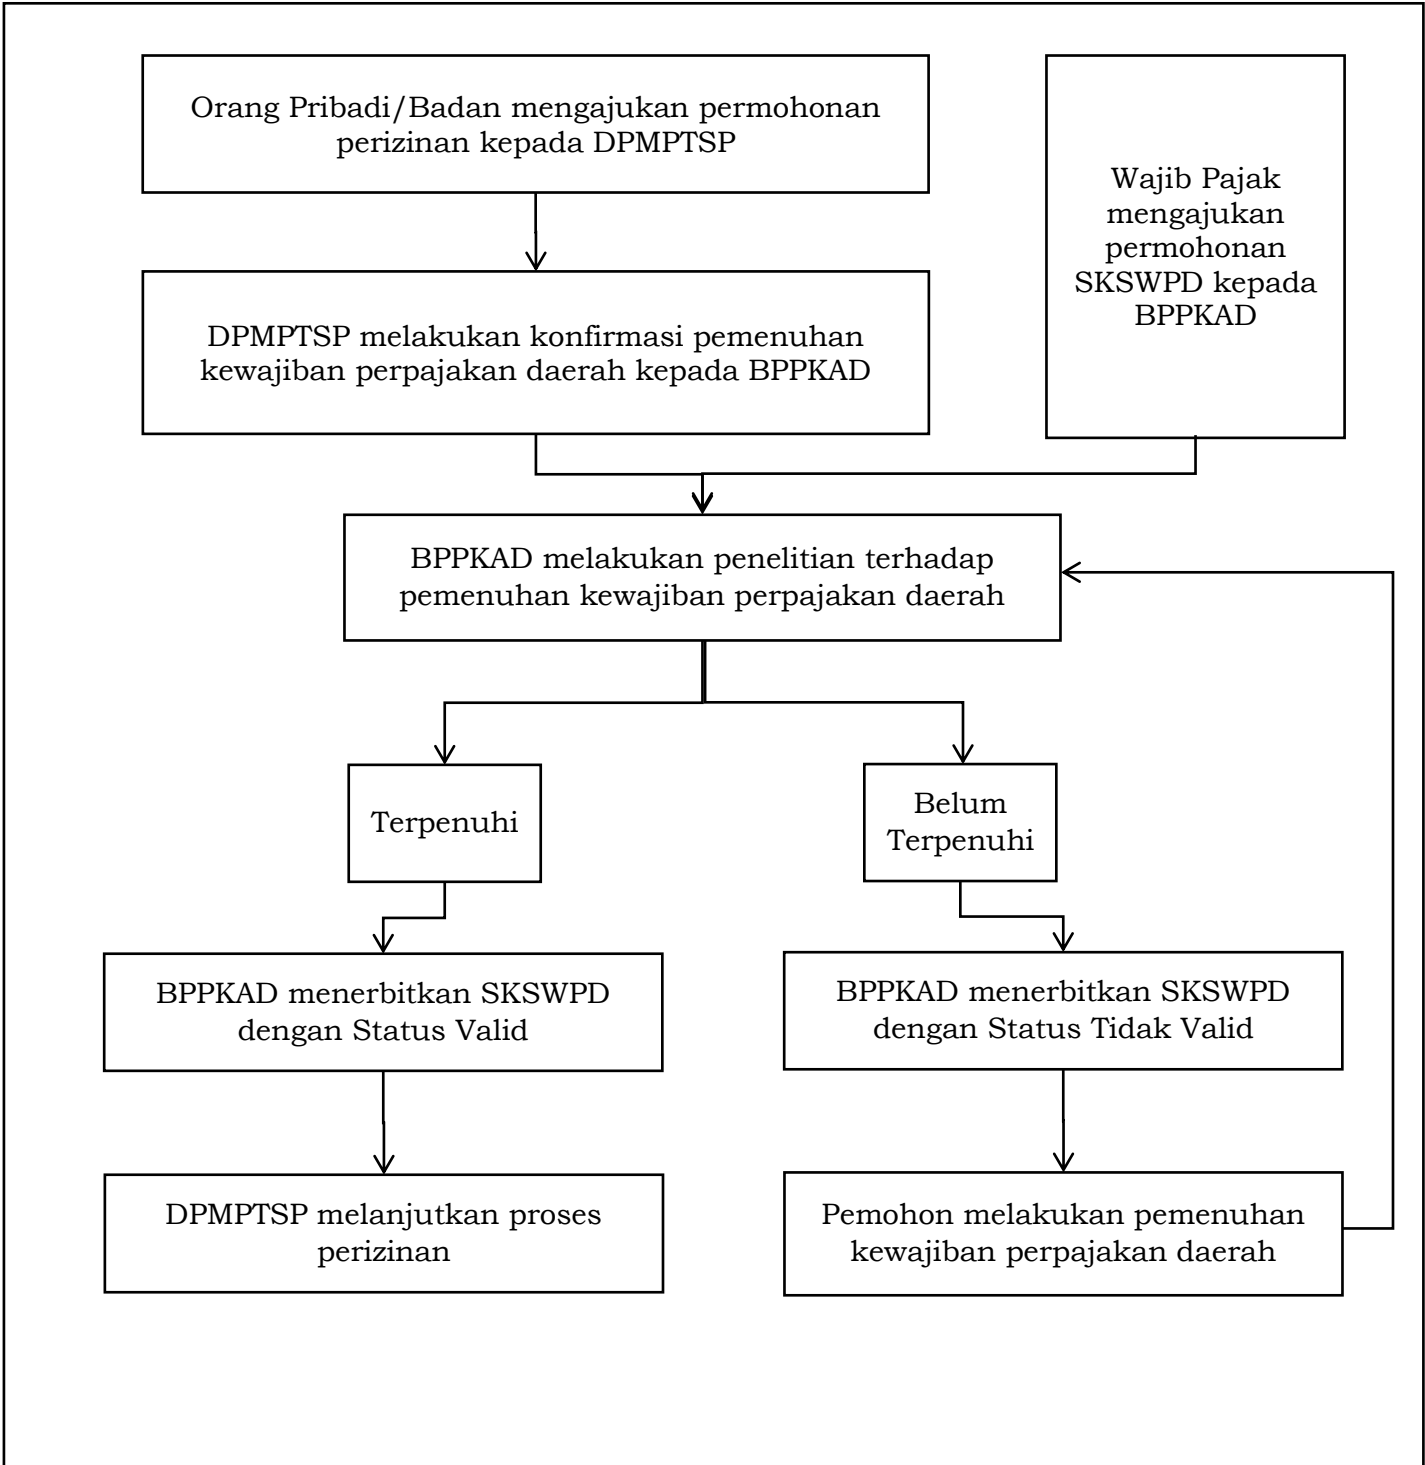 Orang Pribadi/Badan mengajukan permohonan
perizinan kepada DPMPTSP
Wajib Pajak
mengajukan
permohonan
SKSWPD kepada
BPPKAD
DPMPTSP melakukan konfirmasi pemenuhan
kewajiban perpajakan daerah kepada BPPKAD
BPPKAD melakukan penelitian terhadap
pemenuhan kewajiban perpajakan daerah
Terpenuhi
Belum
Terpenuhi
BPPKAD menerbitkan SKSWPD
dengan Status Valid
BPPKAD menerbitkan SKSWPD
dengan Status Tidak Valid
DPMPTSP melanjutkan proses
perizinan
Pemohon melakukan pemenuhan
kewajiban perpajakan daerah